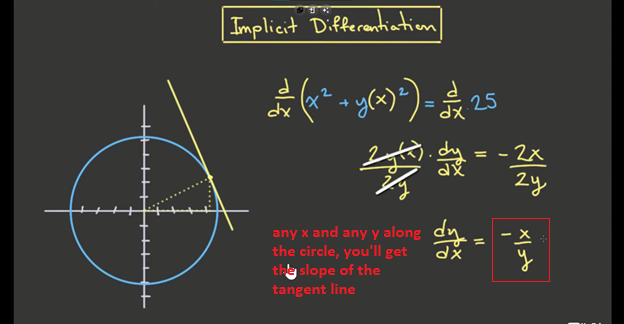 Implicit Differentiation
d/dx (x² + y(x)²) = d/dx 25
2y(x)/2y · dy/dx = -2x/2y
any x and any y along
the circle, you'll get
the slope of the
tangent line
dy/dx = -x/y